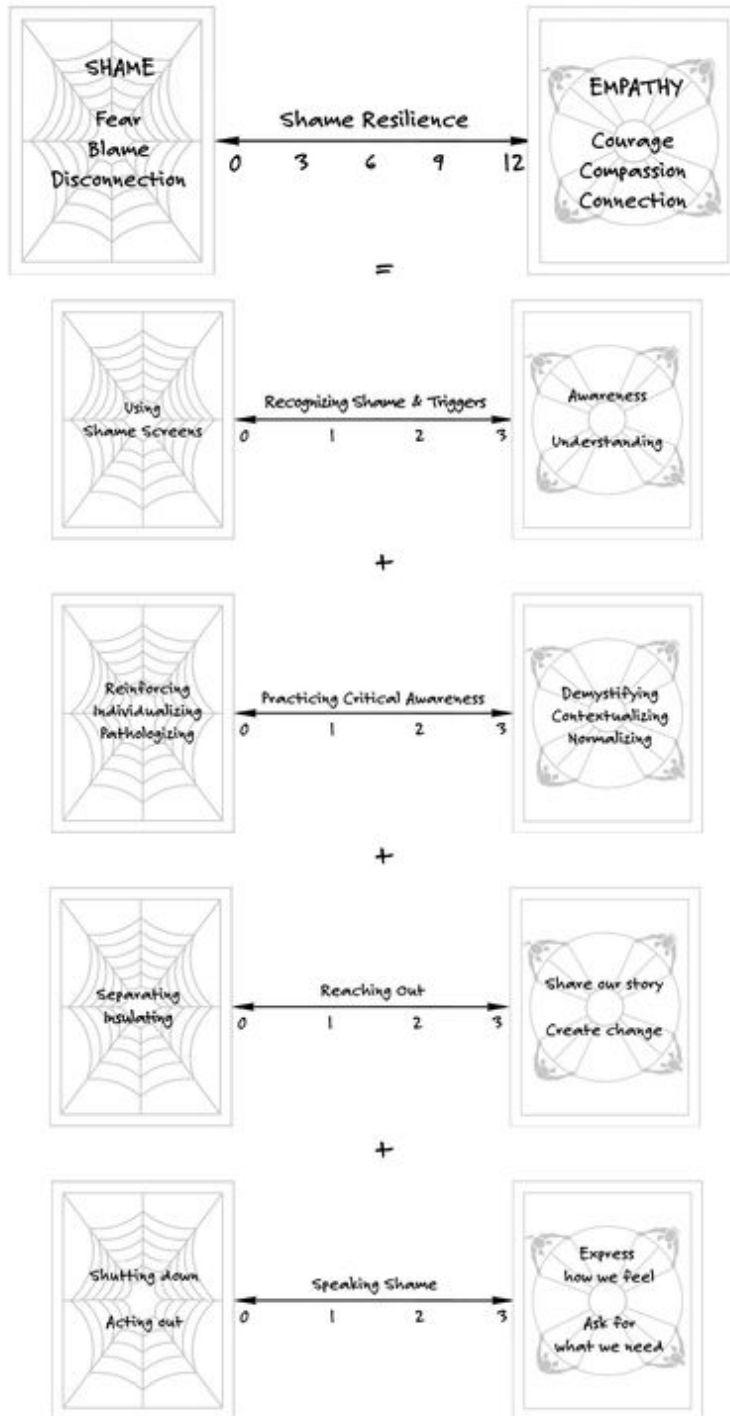 SHAME
Fear
Blame
Disconnection
Shame Resilience
0 3 6 9 12
EMPATHY
Courage
Compassion
Connection
=
Using
Shame Screens
Recognizing Shame & Triggers
0 1 2 3
Awareness
Understanding
+
Reinforcing
Individualizing
Pathologizing
Practicing Critical Awareness
0 1 2 3
Demystifying
Contextualizing
Normalizing
+
Separating
Insulating
Reaching Out
0 1 2 3
Share our story
Create change
+
Shutting down
Acting out
Speaking Shame
0 1 2 3
Express
how we feel
Ask for
what we need